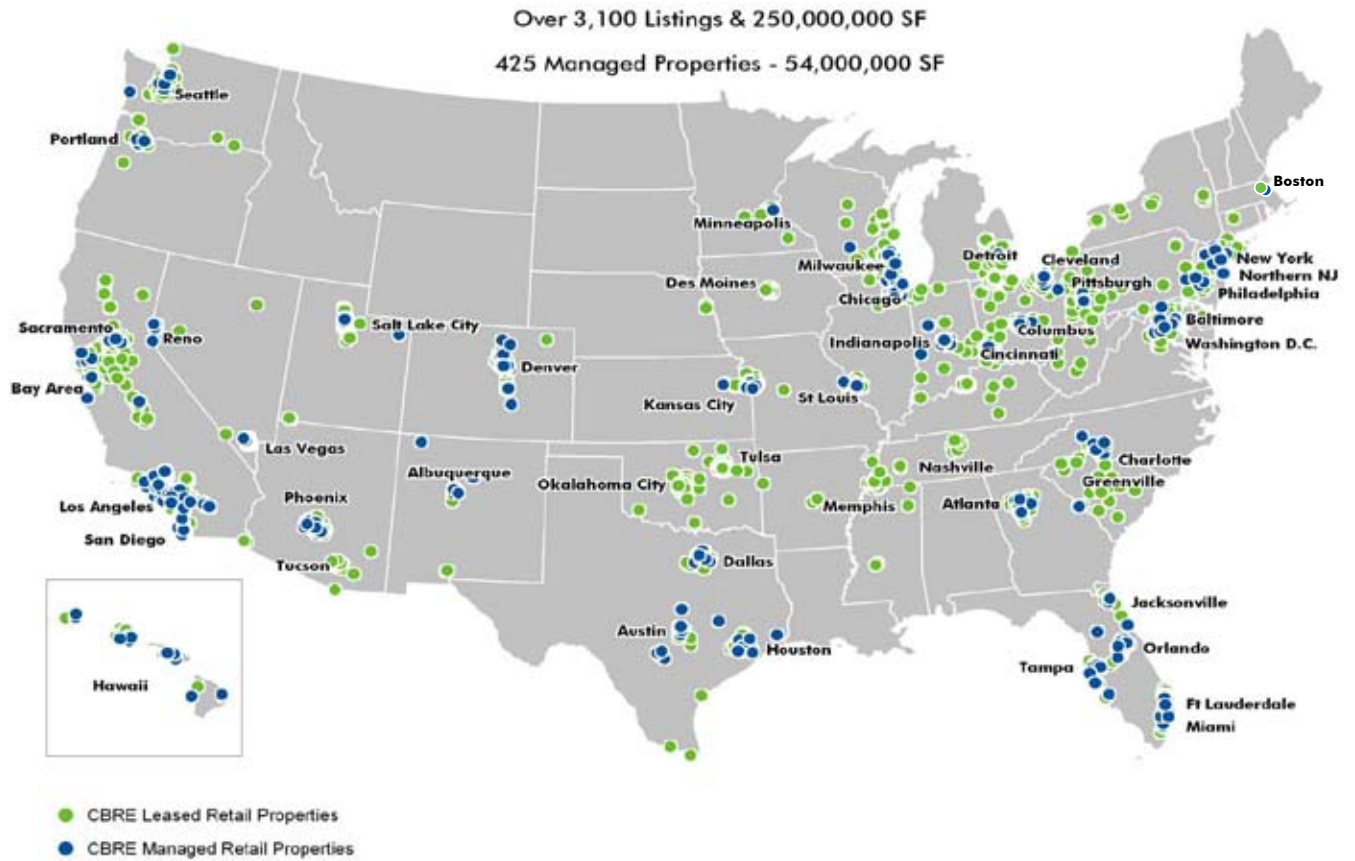 Over 3,100 Listings & 250,000,000 SF
425 Managed Properties - 54,000,000 SF
Seattle
Portland
Boston
Minneapolis
Detroit
Cleveland
New York
Milwaukee
Northern NJ
Des Moines
Pittsburgh
Philadelphia
Chicago
Sacramento
Salt Lake City
Baltimore
Reno
Columbus
Indianapolis
Washington D.C.
Cincinnati
Denver
Bay Area
St Louis
Kansas City
Las Vegas
Tulsa
Charlotte
Nashville
Albuquerque
Okalahoma City
Greenville
Phoenix
Los Angeles
Memphis
Atlanta
San Diego
Dallas
Tucson
Jacksonville
Austin
Houston
Orlando
Tampa
Hawaii
Ft Lauderdale
Miami
CBRE Leased Retail Properties
CBRE Managed Retail Properties